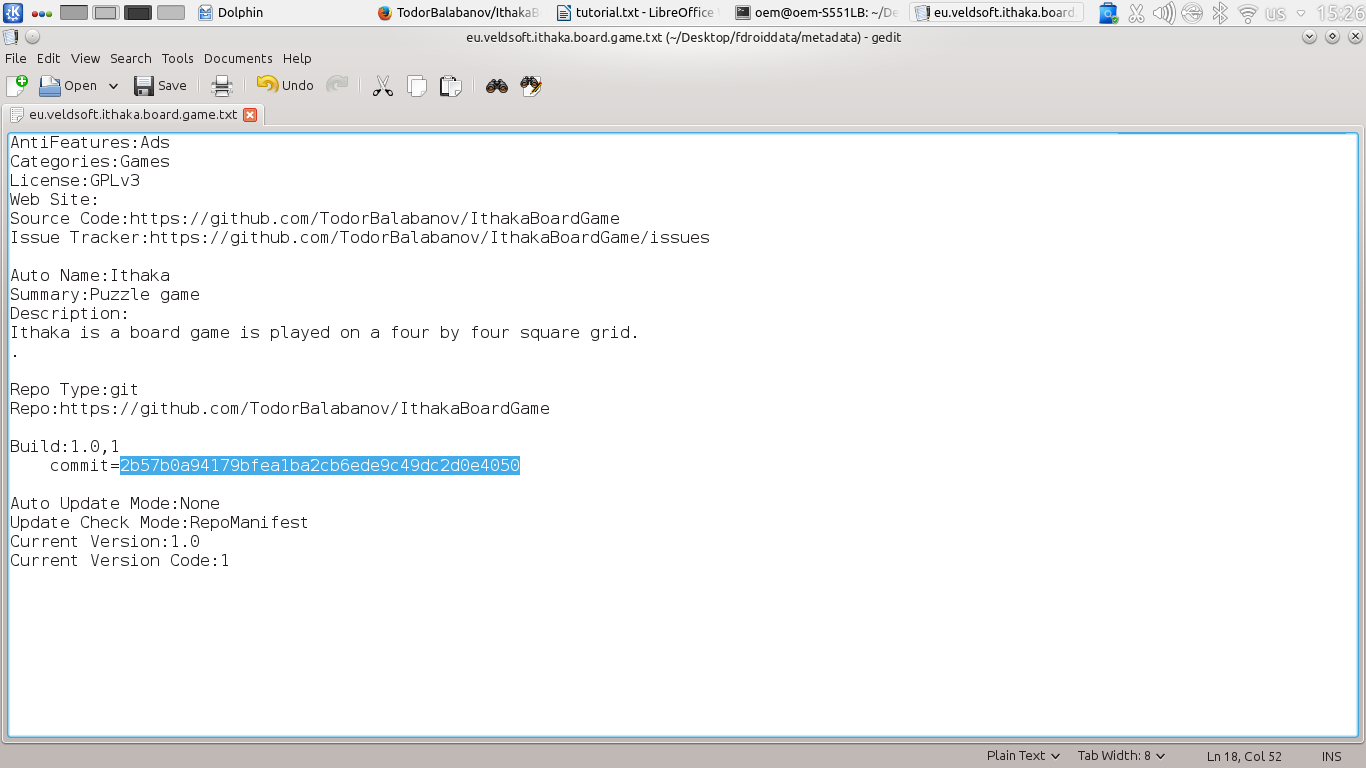 Dolphin
TodorBalabanov/IthakaB
tutorial.txt - LibreOffice
oem@oem-S551LB: ~/De
eu.veldsoft.ithaka.board
us
15:26
eu.veldsoft.ithaka.board.game.txt (~/Desktop/fdroiddata/metadata) - gedit
File Edit View Search Tools Documents Help
Open Save Undo
eu.veldsoft.ithaka.board.game.txt
AntiFeatures:Ads
Categories:Games
License:GPLv3
Web Site:
Source Code:https://github.com/TodorBalabanov/IthakaBoardGame
Issue Tracker:https://github.com/TodorBalabanov/IthakaBoardGame/issues
Auto Name:Ithaka
Summary:Puzzle game
Description:
Ithaka is a board game is played on a four by four square grid.
.
Repo Type:git
Repo:https://github.com/TodorBalabanov/IthakaBoardGame
Build:1.0,1
commit=2b57b0a94179bfea1ba2cb6ede9c49dc2d0e4050
Auto Update Mode:None
Update Check Mode:RepoManifest
Current Version:1.0
Current Version Code:1
Plain Text Tab Width: 8 Ln 18, Col 52 INS